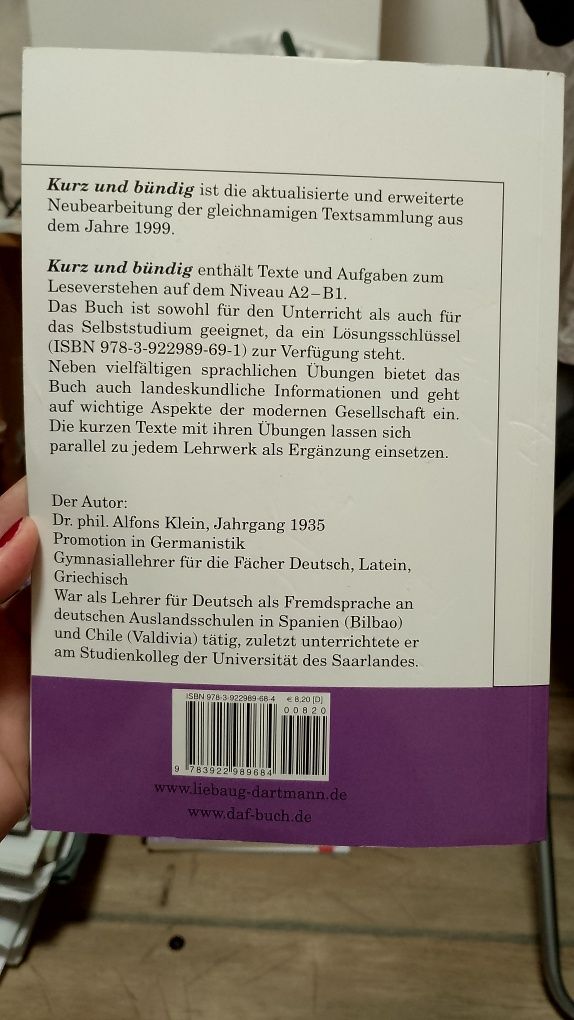 Kurz und bündig ist die aktualisierte und erweiterte
Neubearbeitung der gleichnamigen Textsammlung aus
dem Jahre 1999.
Kurz und bündig enthält Texte und Aufgaben zum
Leseverstehen auf dem Niveau A2–B1.
Das Buch ist sowohl für den Unterricht als auch für
das Selbststudium geeignet, da ein Lösungsschlüssel
(ISBN 978-3-922989-69-1) zur Verfügung steht.
Neben vielfältigen sprachlichen Übungen bietet das
Buch auch landeskundliche Informationen und geht
auf wichtige Aspekte der modernen Gesellschaft ein.
Die kurzen Texte mit ihren Übungen lassen sich
parallel zu jedem Lehrwerk als Ergänzung einsetzen.
Der Autor:
Dr. phil. Alfons Klein, Jahrgang 1935
Promotion in Germanistik
Gymnasiallehrer für die Fächer Deutsch, Latein,
Griechisch
War als Lehrer für Deutsch als Fremdsprache an
deutschen Auslandsschulen in Spanien (Bilbao)
und Chile (Valdivia) tätig, zuletzt unterrichtete er
am Studienkolleg der Universität des Saarlandes.
ISBN 978-3-922989-68-4 € 8,20 [D]
00820
9 783922 989684
www.liebaug-dartmann.de
www.daf-buch.de